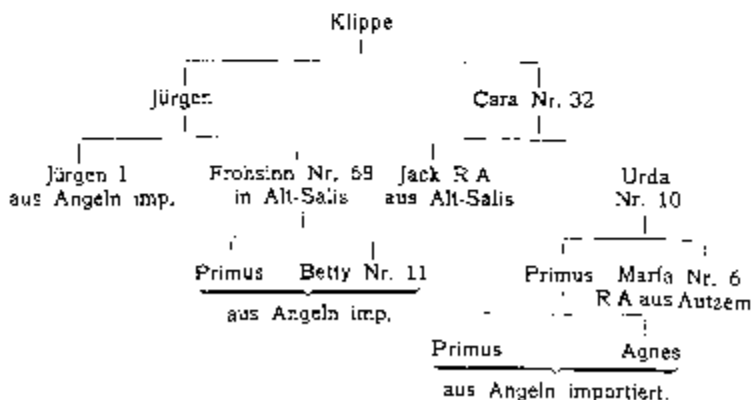 Klippe
Jürgen Cara Nr. 32
Jürgen I Frohsinn Nr. 69 Jack R A Urda
aus Angeln imp. in Alt-Salis aus Alt-Salis Nr. 10
Primus Betty Nr. 11 Primus Maria Nr. 6
R A aus Autzem
aus Angeln imp.
Primus Agnes
aus Angeln importiert.